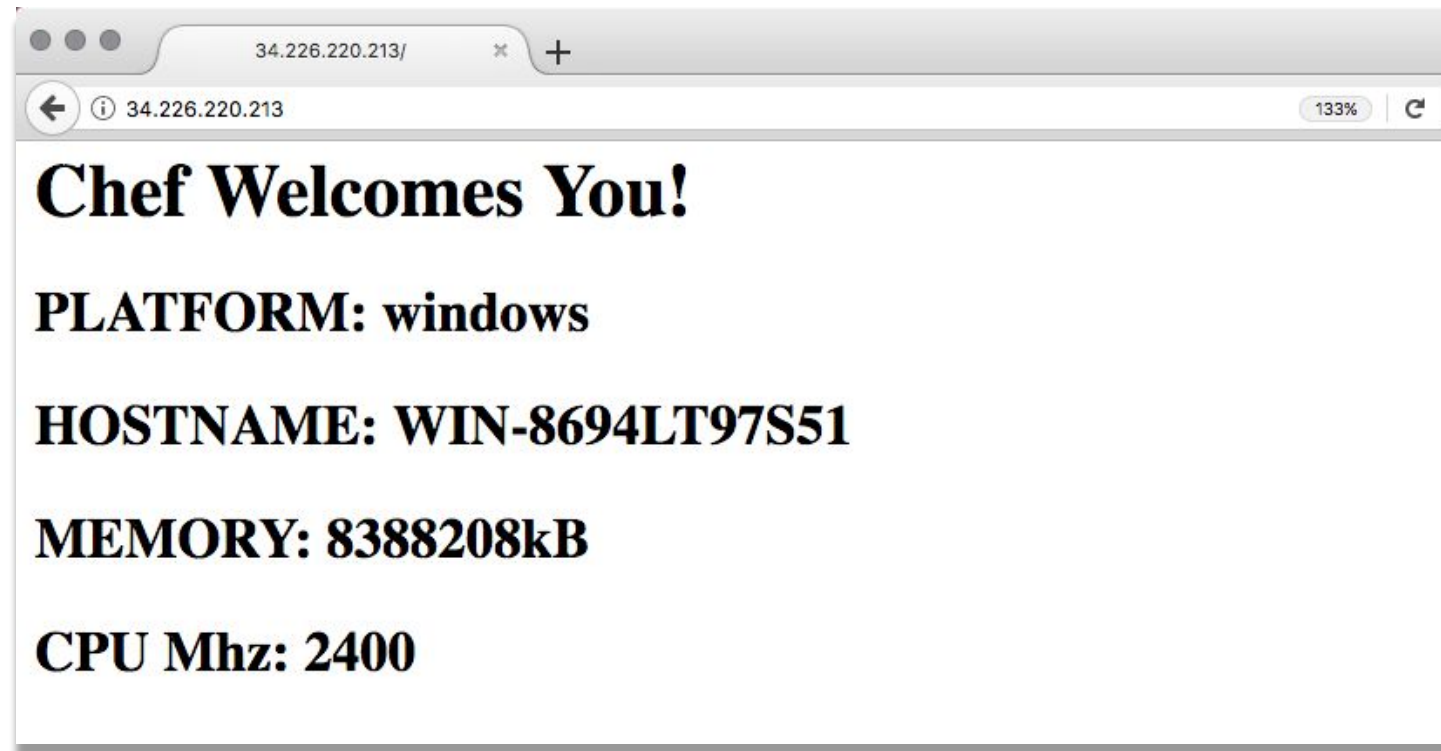 34.226.220.213/
34.226.220.213 133%
Chef Welcomes You!
PLATFORM: windows
HOSTNAME: WIN-8694LT97S51
MEMORY: 8388208kB
CPU Mhz: 2400